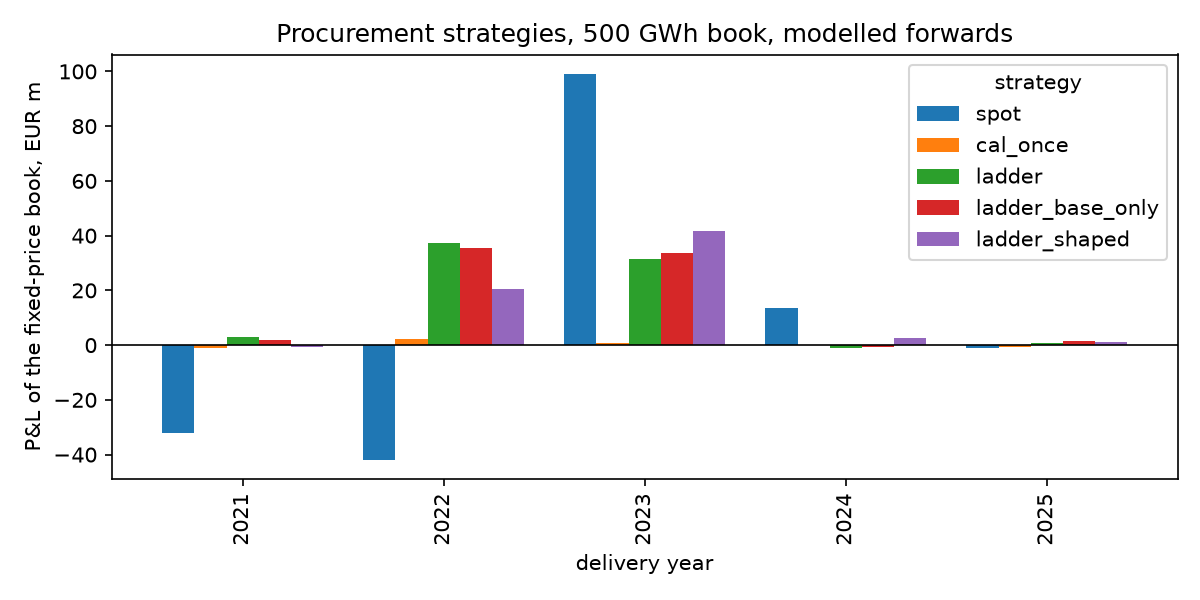 Procurement strategies, 500 GWh book, modelled forwards
P&L of the fixed-price book, EUR m
100
80
60
40
20
0
−20
−40
strategy
spot
cal_once
ladder
ladder_base_only
ladder_shaped
2021
2022
2023
2024
2025
delivery year